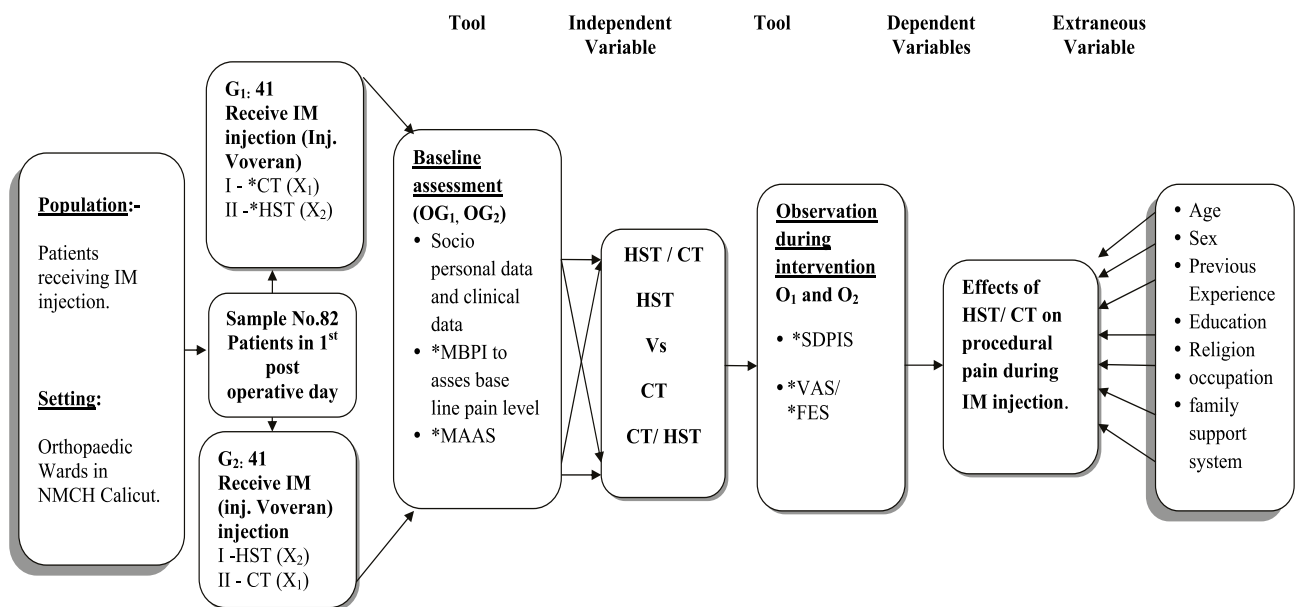 Tool
Independent
Variable
Tool
Dependent
Variables
Extraneous
Variable
Population:-
Patients
receiving IM
injection.
Setting:
Orthopaedic
Wards in
NMCH Calicut.
G1: 41
Receive IM
injection (Inj.
Voveran)
I - *CT (X1)
II -*HST (X2)
Sample No.82
Patients in 1st
post
operative day
G2: 41
Receive IM
(inj. Voveran)
injection
I -HST (X2)
II - CT (X1)
Baseline
assessment
(OG1, OG2)
• Socio
personal data
and clinical
data
• *MBPI to
asses base
line pain level
• *MAAS
HST / CT
HST
Vs
CT
CT/ HST
Observation
during
intervention
O1 and O2
• *SDPIS
• *VAS/
*FES
Effects of
HST/ CT on
procedural
pain during
IM injection.
• Age
• Sex
• Previous
Experience
• Education
• Religion
• occupation
• family
support
system